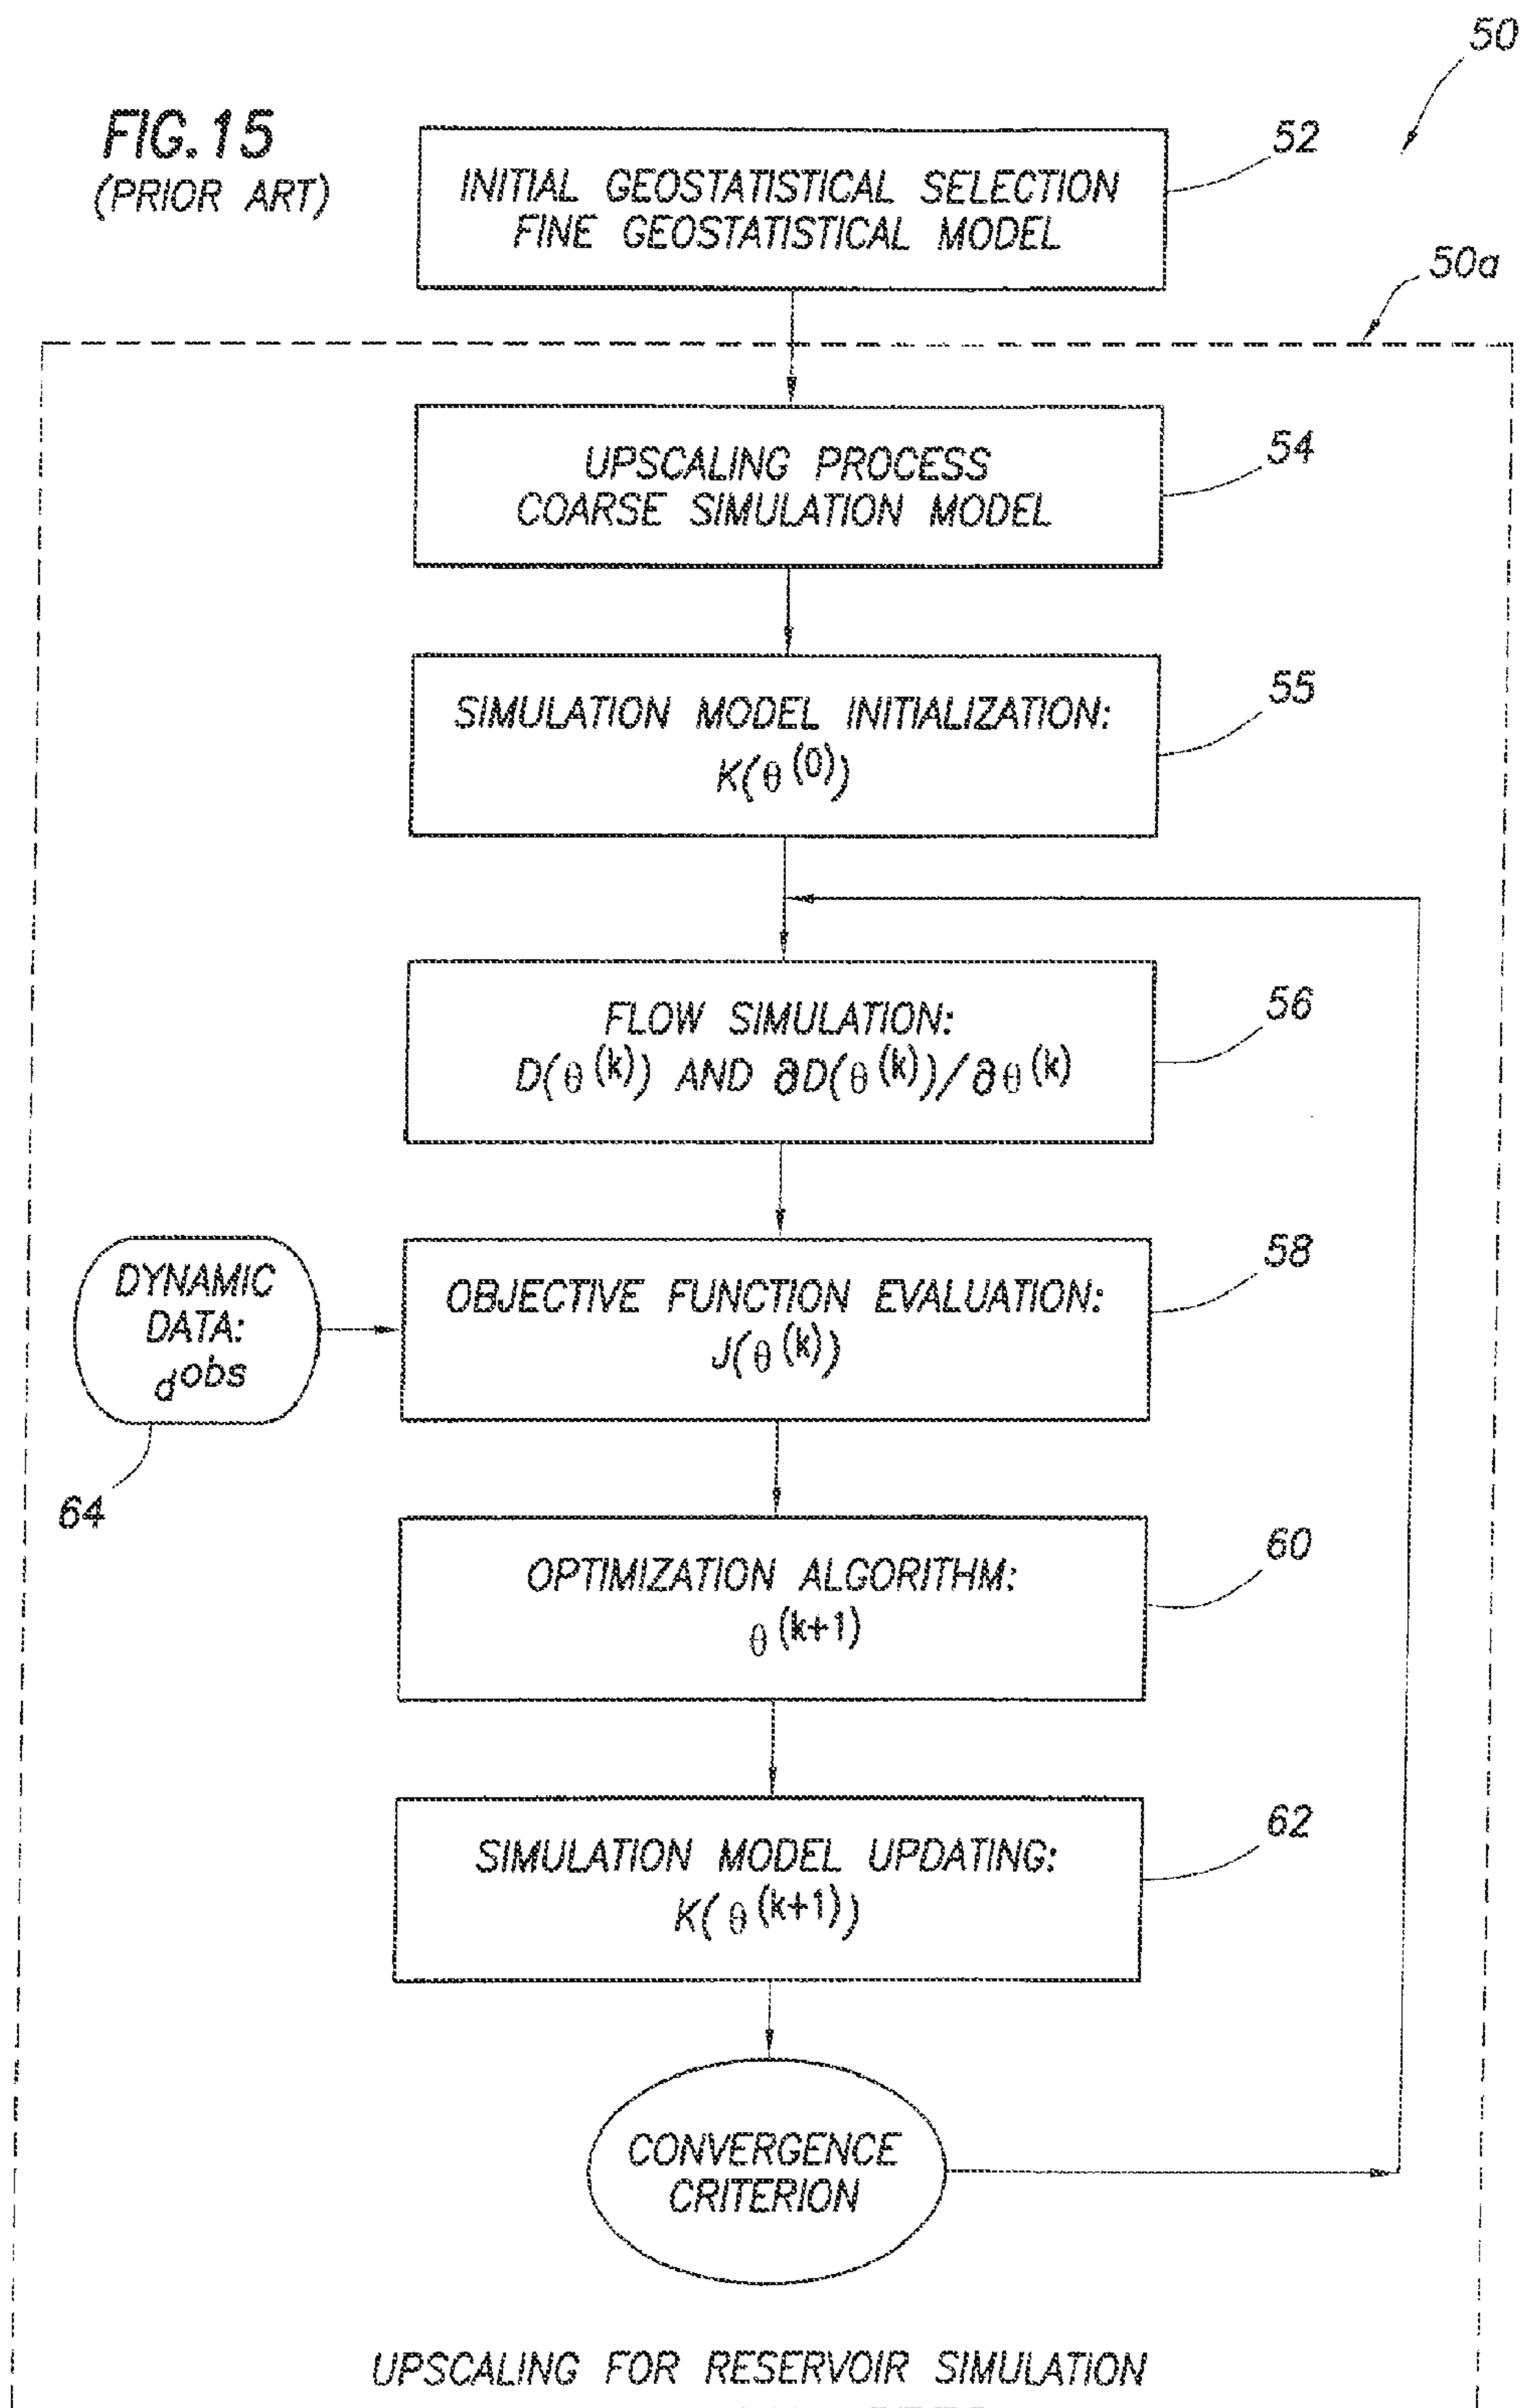 50
FIG. 15
(PRIOR ART)
52
INITIAL GEOSTATISTICAL SELECTION
FINE GEOSTATISTICAL MODEL
50a
UPSCALING PROCESS
COARSE SIMULATION MODEL
54
SIMULATION MODEL INITIALIZATION:
K(θ^(0))
55
FLOW SIMULATION:
D(θ^(k)) AND ∂D(θ^(k))/∂θ^(k)
56
DYNAMIC
DATA:
d^obs
64
OBJECTIVE FUNCTION EVALUATION:
J(θ^(k))
58
OPTIMIZATION ALGORITHM:
θ^(k+1)
60
SIMULATION MODEL UPDATING:
K(θ^(k+1))
62
CONVERGENCE
CRITERION
UPSCALING FOR RESERVOIR SIMULATION